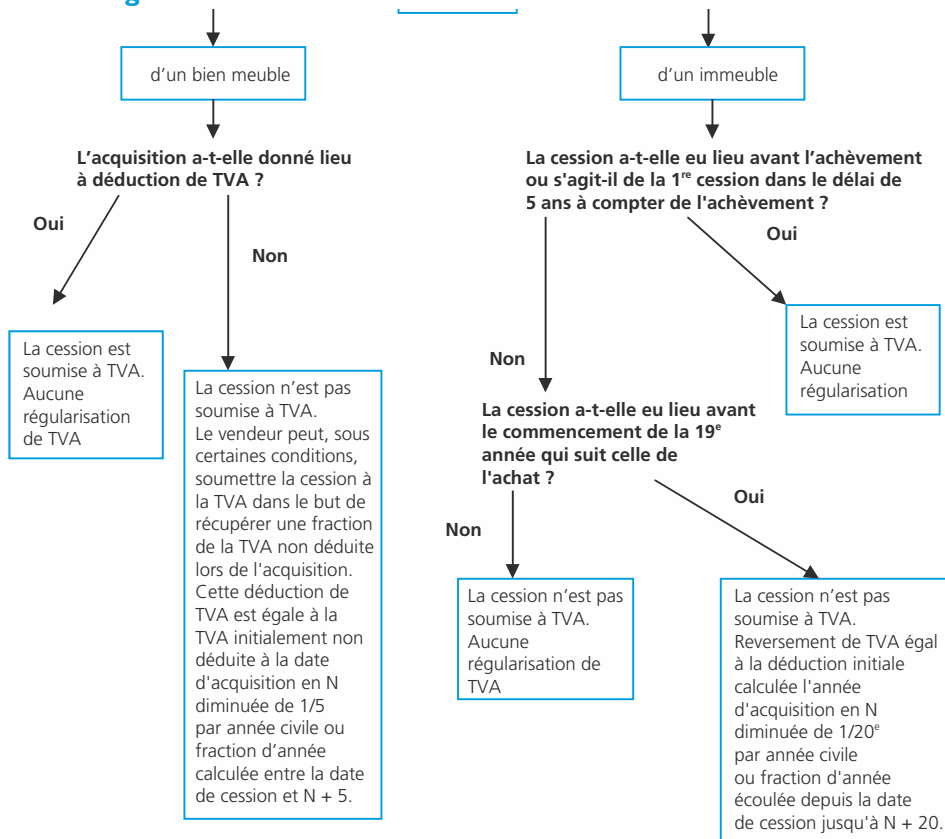 d'un bien meuble
d'un immeuble
L'acquisition a-t-elle donné lieu
à déduction de TVA ?
Oui
Non
La cession est
soumise à TVA.
Aucune
régularisation
de TVA
La cession n'est pas
soumise à TVA.
Le vendeur peut, sous
certaines conditions,
soumettre la cession à
la TVA dans le but de
récupérer une fraction
de la TVA non déduite
lors de l'acquisition.
Cette déduction de
TVA est égale à la
TVA initialement non
déduite à la date
d'acquisition en N
diminuée de 1/5
par année civile ou
fraction d'année
calculée entre la date
de cession et N + 5.
La cession a-t-elle eu lieu avant l'achèvement
ou s'agit-il de la 1re cession dans le délai de
5 ans à compter de l'achèvement ?
Oui
La cession est
soumise à TVA.
Aucune
régularisation
Non
La cession a-t-elle eu lieu avant
le commencement de la 19e
année qui suit celle de
l'achat ?
Non
Oui
La cession n'est pas
soumise à TVA.
Aucune
régularisation de
TVA
La cession n'est pas
soumise à TVA.
Reversement de TVA égal
à la déduction initiale
calculée l'année
d'acquisition en N
diminuée de 1/20e
par année civile
ou fraction d'année
écoulée depuis la date
de cession jusqu'à N + 20.